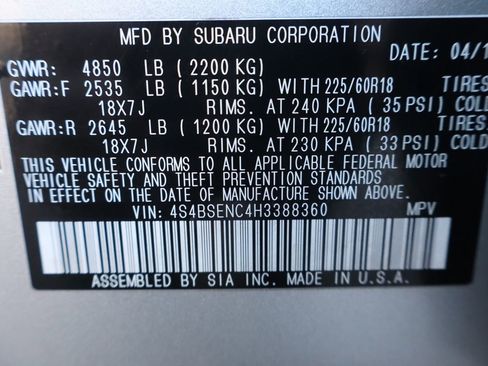 MFD BY SUBARU CORPORATION
DATE: 04/1
GVWR: 4850 LB ( 2200 KG)
GAWR:F 2535 LB ( 1150 KG) WITH 225/60R18 TIRES
18X7J RIMS. AT 240 KPA ( 35 PSI) COLD
GAWR:R 2645 LB ( 1200 KG) WITH 225/60R18 TIRES
18X7J RIMS. AT 230 KPA ( 33 PSI) COLD
THIS VEHICLE CONFORMS TO ALL APPLICABLE FEDERAL MOTOR
VEHICLE SAFETY AND THEFT PREVENTION STANDARDS
IN EFFECT ON THE DATE OF MANUFACTURE SHOWN ABOVE.
VIN: 4S4BSENC4H3388360 MPV
ASSEMBLED BY SIA INC. MADE IN U.S.A.